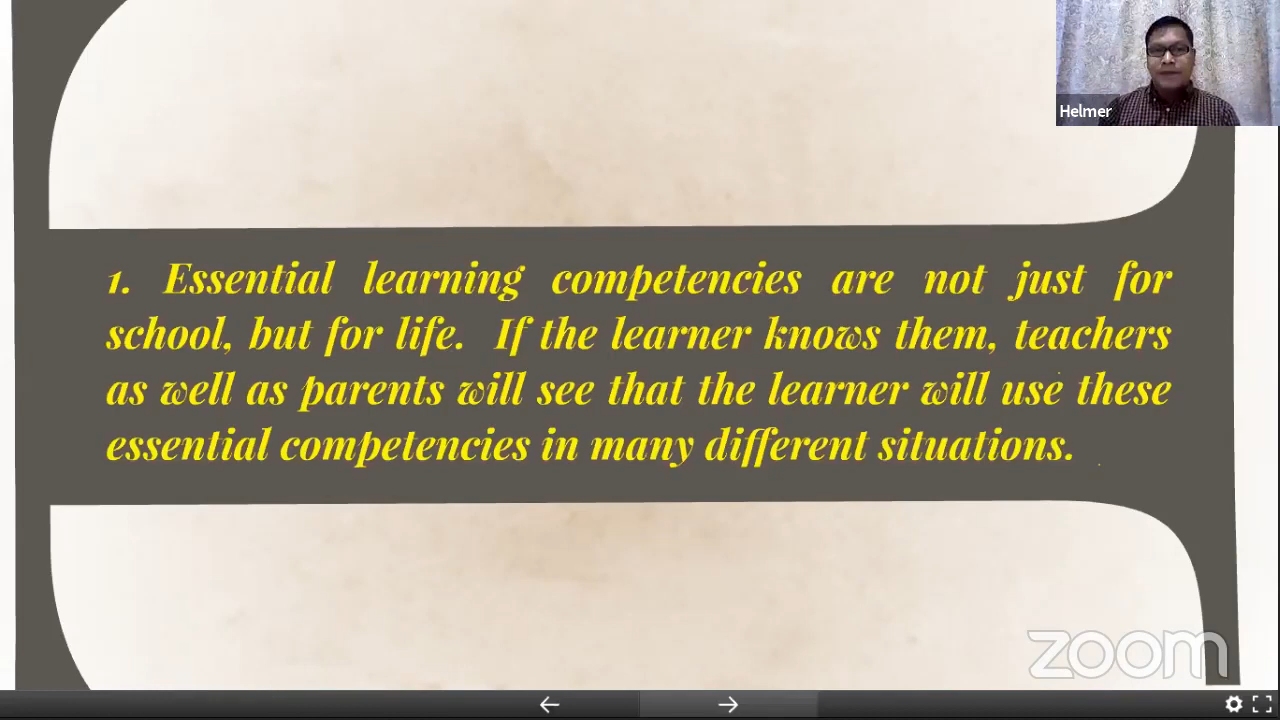 Helmer
1. Essential learning competencies are not just for
school, but for life. If the learner knows them, teachers
as well as parents will see that the learner will use these
essential competencies in many different situations.
zoom